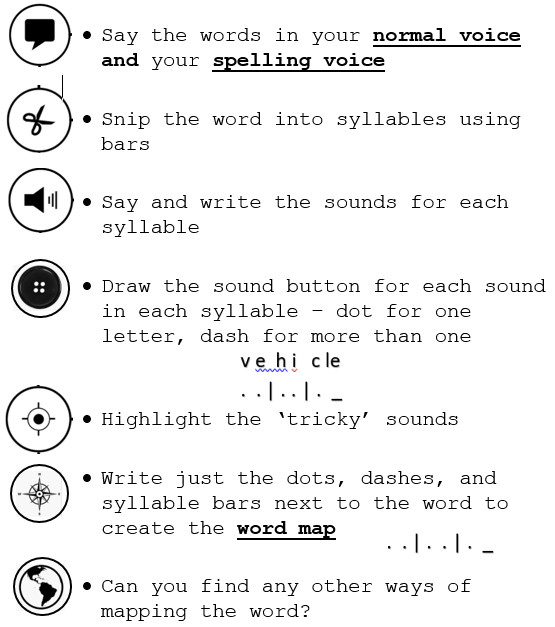 • Say the words in your normal voice
and your spelling voice
• Snip the word into syllables using
bars
• Say and write the sounds for each
syllable
• Draw the sound button for each sound
in each syllable – dot for one
letter, dash for more than one
v e h i c le
. . | . . | . _
• Highlight the ‘tricky’ sounds
• Write just the dots, dashes, and
syllable bars next to the word to
create the word map
. . | . . | . _
• Can you find any other ways of
mapping the word?